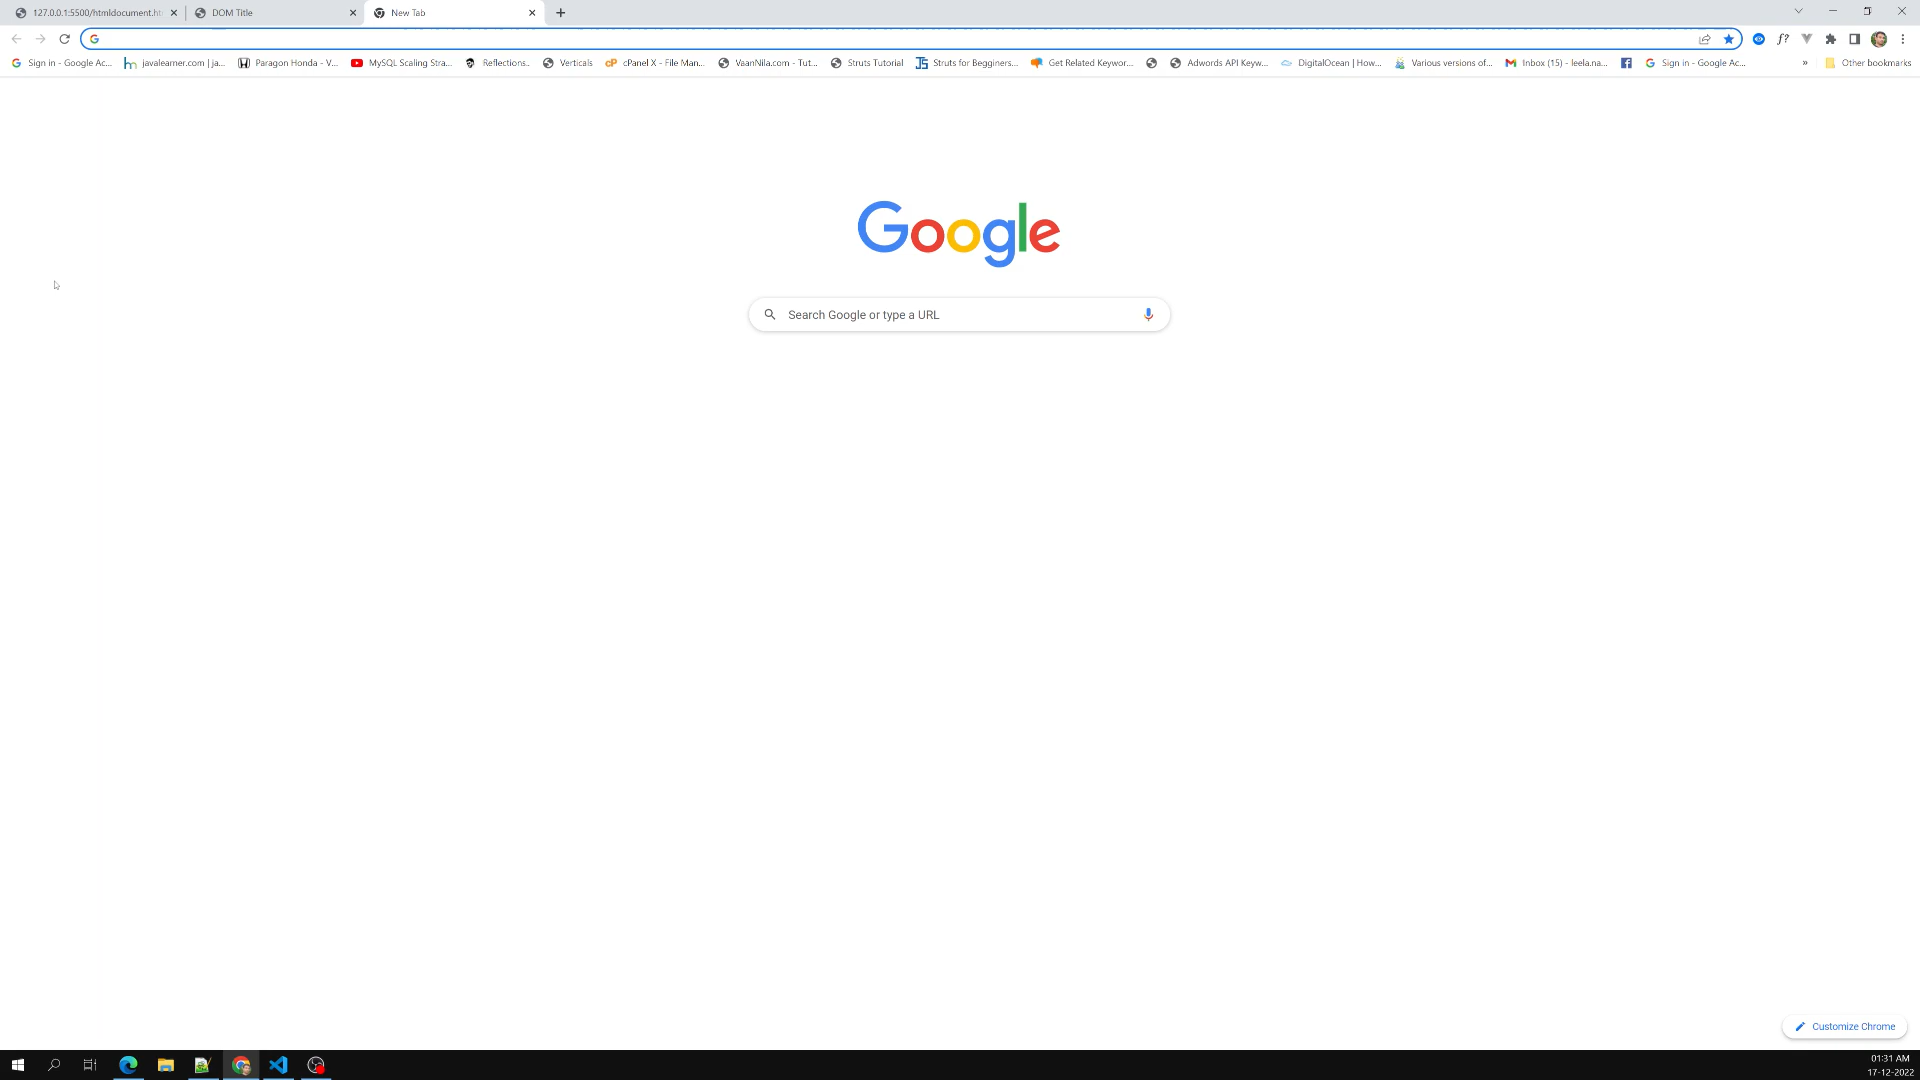 127.0.0.1:5500/htmldocument.ht
DOM Title
New Tab
f?
Sign in - Google Ac...
javalearner.com | ja...
Paragon Honda - V...
MySQL Scaling Stra...
Reflections..
Verticals
cP
cPanel X - File Man...
VaanNila.com - Tut...
Struts Tutorial
JS
Struts for Begginers...
Get Related Keywor...
Adwords API Keyw...
DigitalOcean | How...
Various versions of...
Inbox (15) - leela.na...
Sign in - Google Ac...
»
Other bookmarks
Google
Search Google or type a URL
Customize Chrome
01:31 AM
17-12-2022